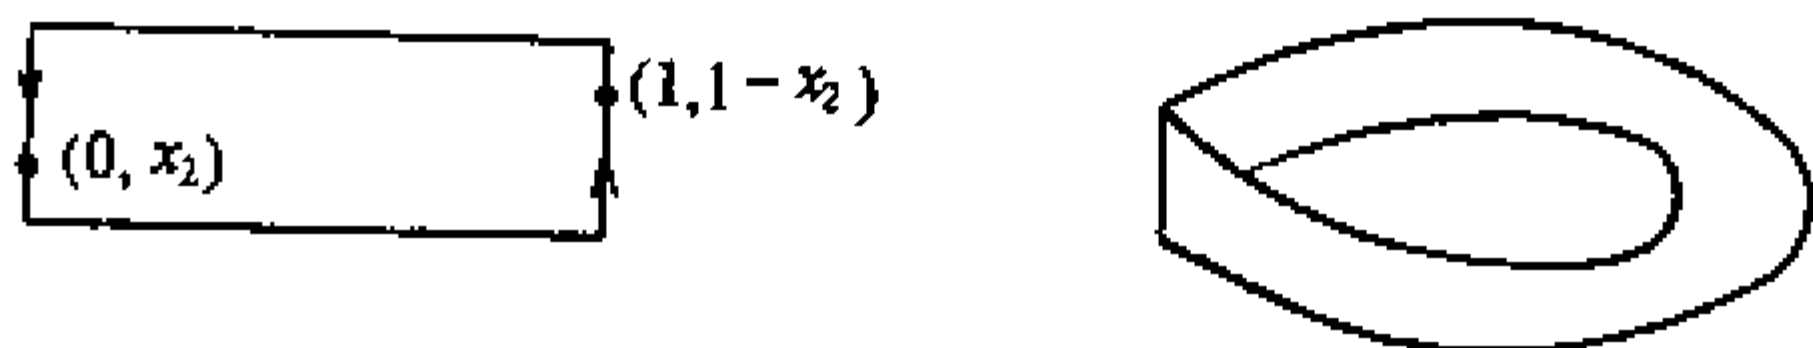 (1,1 − x₂)
(0, x₂)